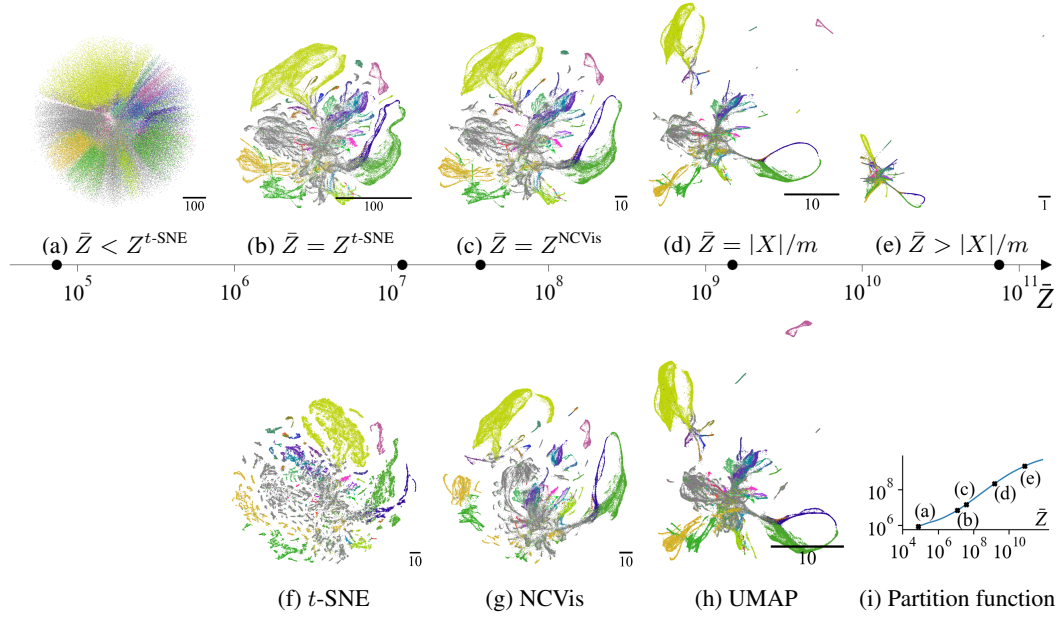 100
100
10
10
1
(a) Z̄ < Z^{t-SNE}
(b) Z̄ = Z^{t-SNE}
(c) Z̄ = Z^{NCVis}
(d) Z̄ = |X|/m
(e) Z̄ > |X|/m
10^5 10^6 10^7 10^8 10^9 10^10 10^11 Z̄
10
10
10
10^8
10^6
(a)
(b)
(c)
(d)
(e)
Z̄
10^4 10^6 10^8 10^10
(f) t-SNE
(g) NCVis
(h) UMAP
(i) Partition function